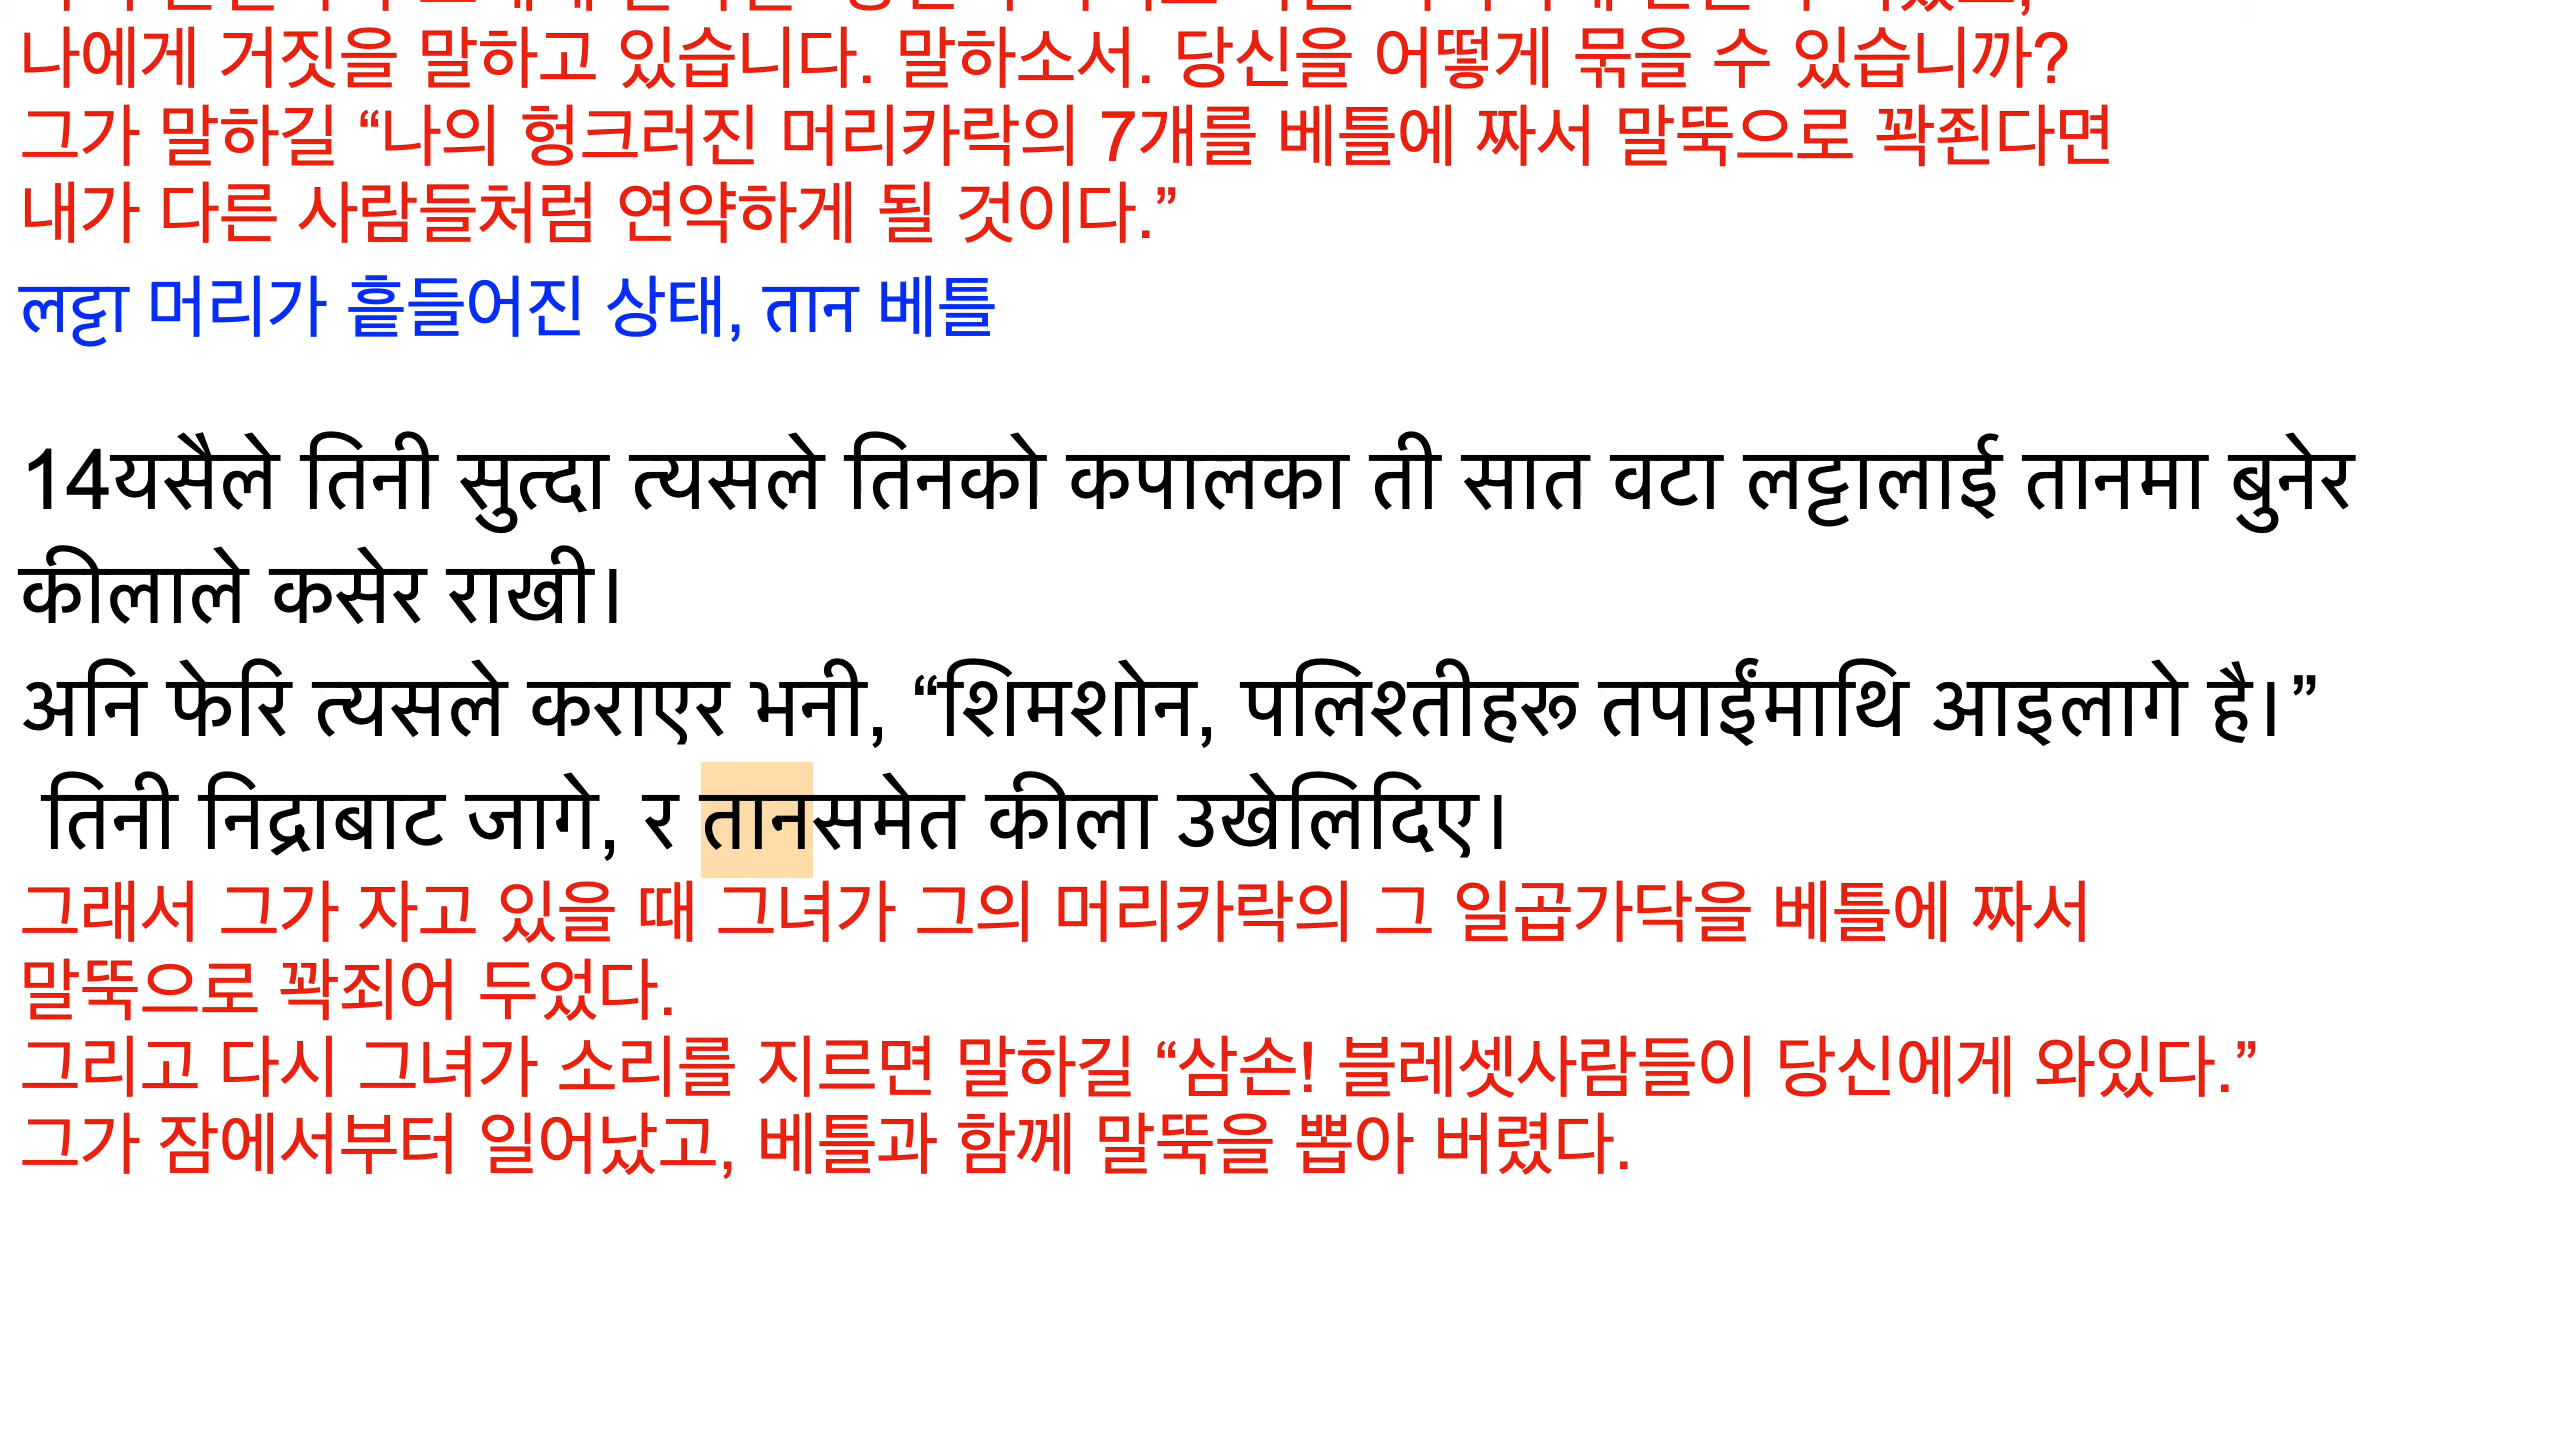 나에게 거짓을 말하고 있습니다. 말하소서. 당신을 어떻게 묶을 수 있습니까?
그가 말하길 “나의 헝크러진 머리카락의 7개를 베틀에 짜서 말뚝으로 꽉죈다면
내가 다른 사람들처럼 연약하게 될 것이다.”
लट्टा 머리가 흩들어진 상태, तान 베틀
14यसैले तिनी सुत्दा त्यसले तिनको कपालका ती सात वटा लट्टालाई तानमा बुनेर
कीलाले कसेर राखी।
अनि फेरि त्यसले कराएर भनी, “शिमशोन, पलिश्तीहरू तपाईंमाथि आइलागे है।”
तिनी निद्राबाट जागे, र तानसमेत कीला उखेलिदिए।
그래서 그가 자고 있을 때 그녀가 그의 머리카락의 그 일곱가닥을 베틀에 짜서
말뚝으로 꽉죄어 두었다.
그리고 다시 그녀가 소리를 지르면 말하길 “삼손! 블레셋사람들이 당신에게 와있다.”
그가 잠에서부터 일어났고, 베틀과 함께 말뚝을 뽑아 버렸다.